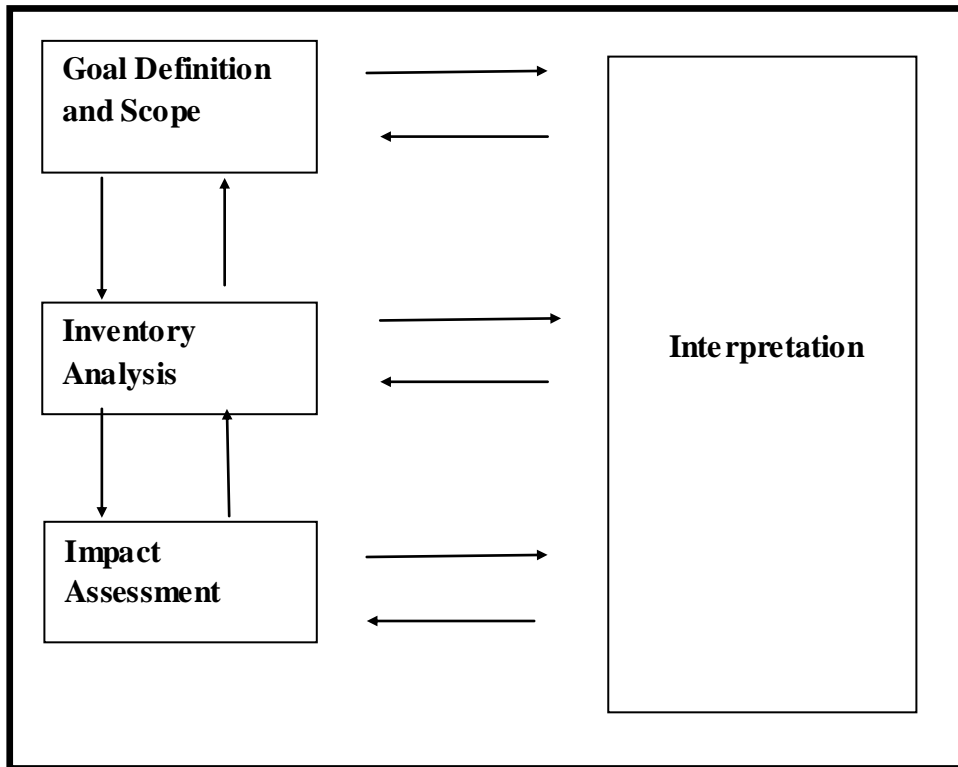 Goal Definition
and Scope
Inventory
Analysis
Interpretation
Impact
Assessment